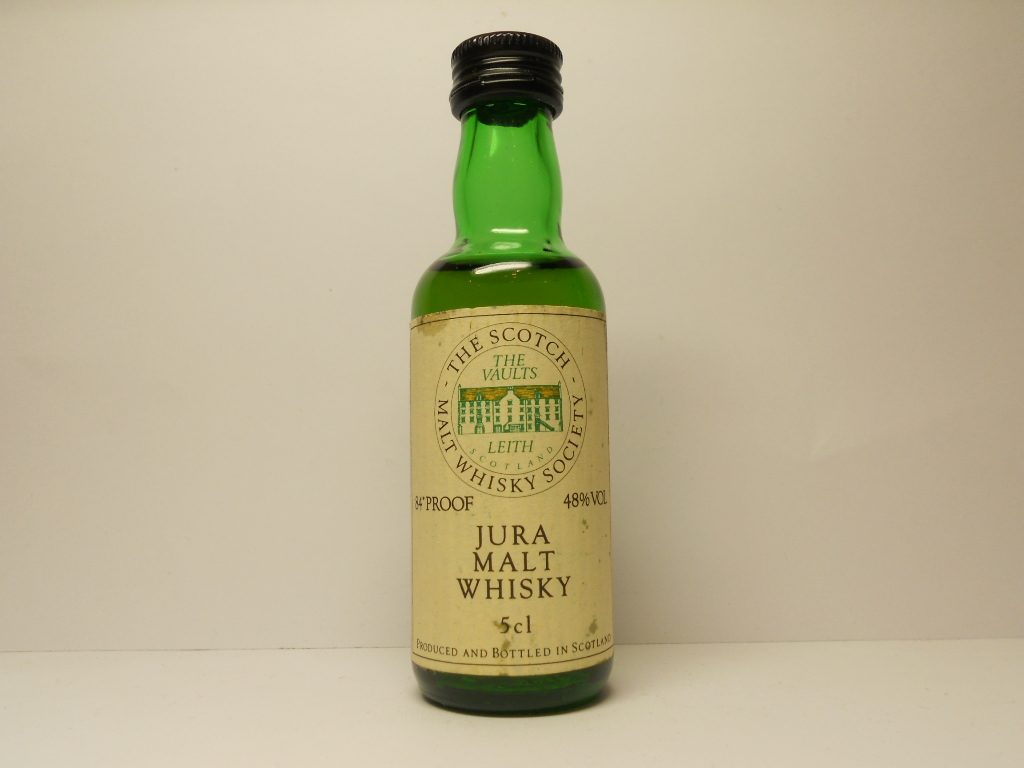 THE SCOTCH - MALT WHISKY SOCIETY -
THE
VAULTS
LEITH
SCOTLAND
84° PROOF 48% VOL
JURA
MALT
WHISKY
5cl
PRODUCED AND BOTTLED IN SCOTLAND